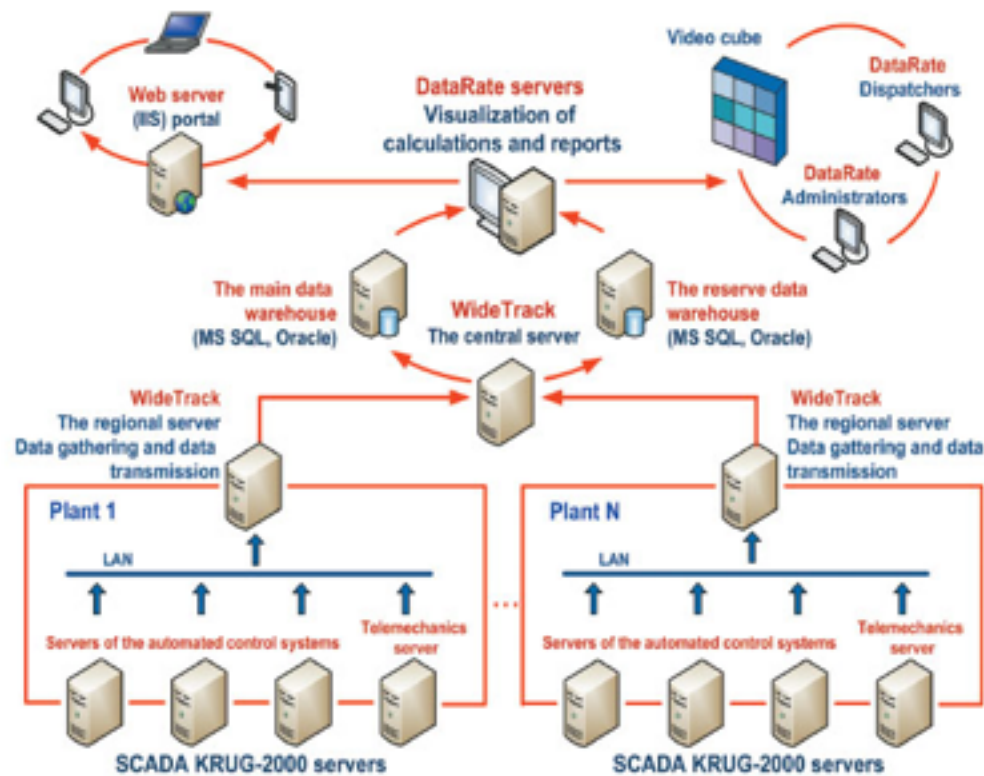 Web server
(IIS) portal
DataRate servers
Visualization of
calculations and reports
Video cube
DataRate
Dispatchers
DataRate
Administrators
The main data
warehouse
(MS SQL, Oracle)
WideTrack
The central server
The reserve data
warehouse
(MS SQL, Oracle)
WideTrack
The regional server
Data gathering and data
transmission
WideTrack
The regional server
Data gattering and data
transmission
Plant 1
LAN
Servers of the automated control systems
Telemechanics
server
SCADA KRUG-2000 servers
...
Plant N
LAN
Servers of the automated control systems
Telemechanics
server
SCADA KRUG-2000 servers